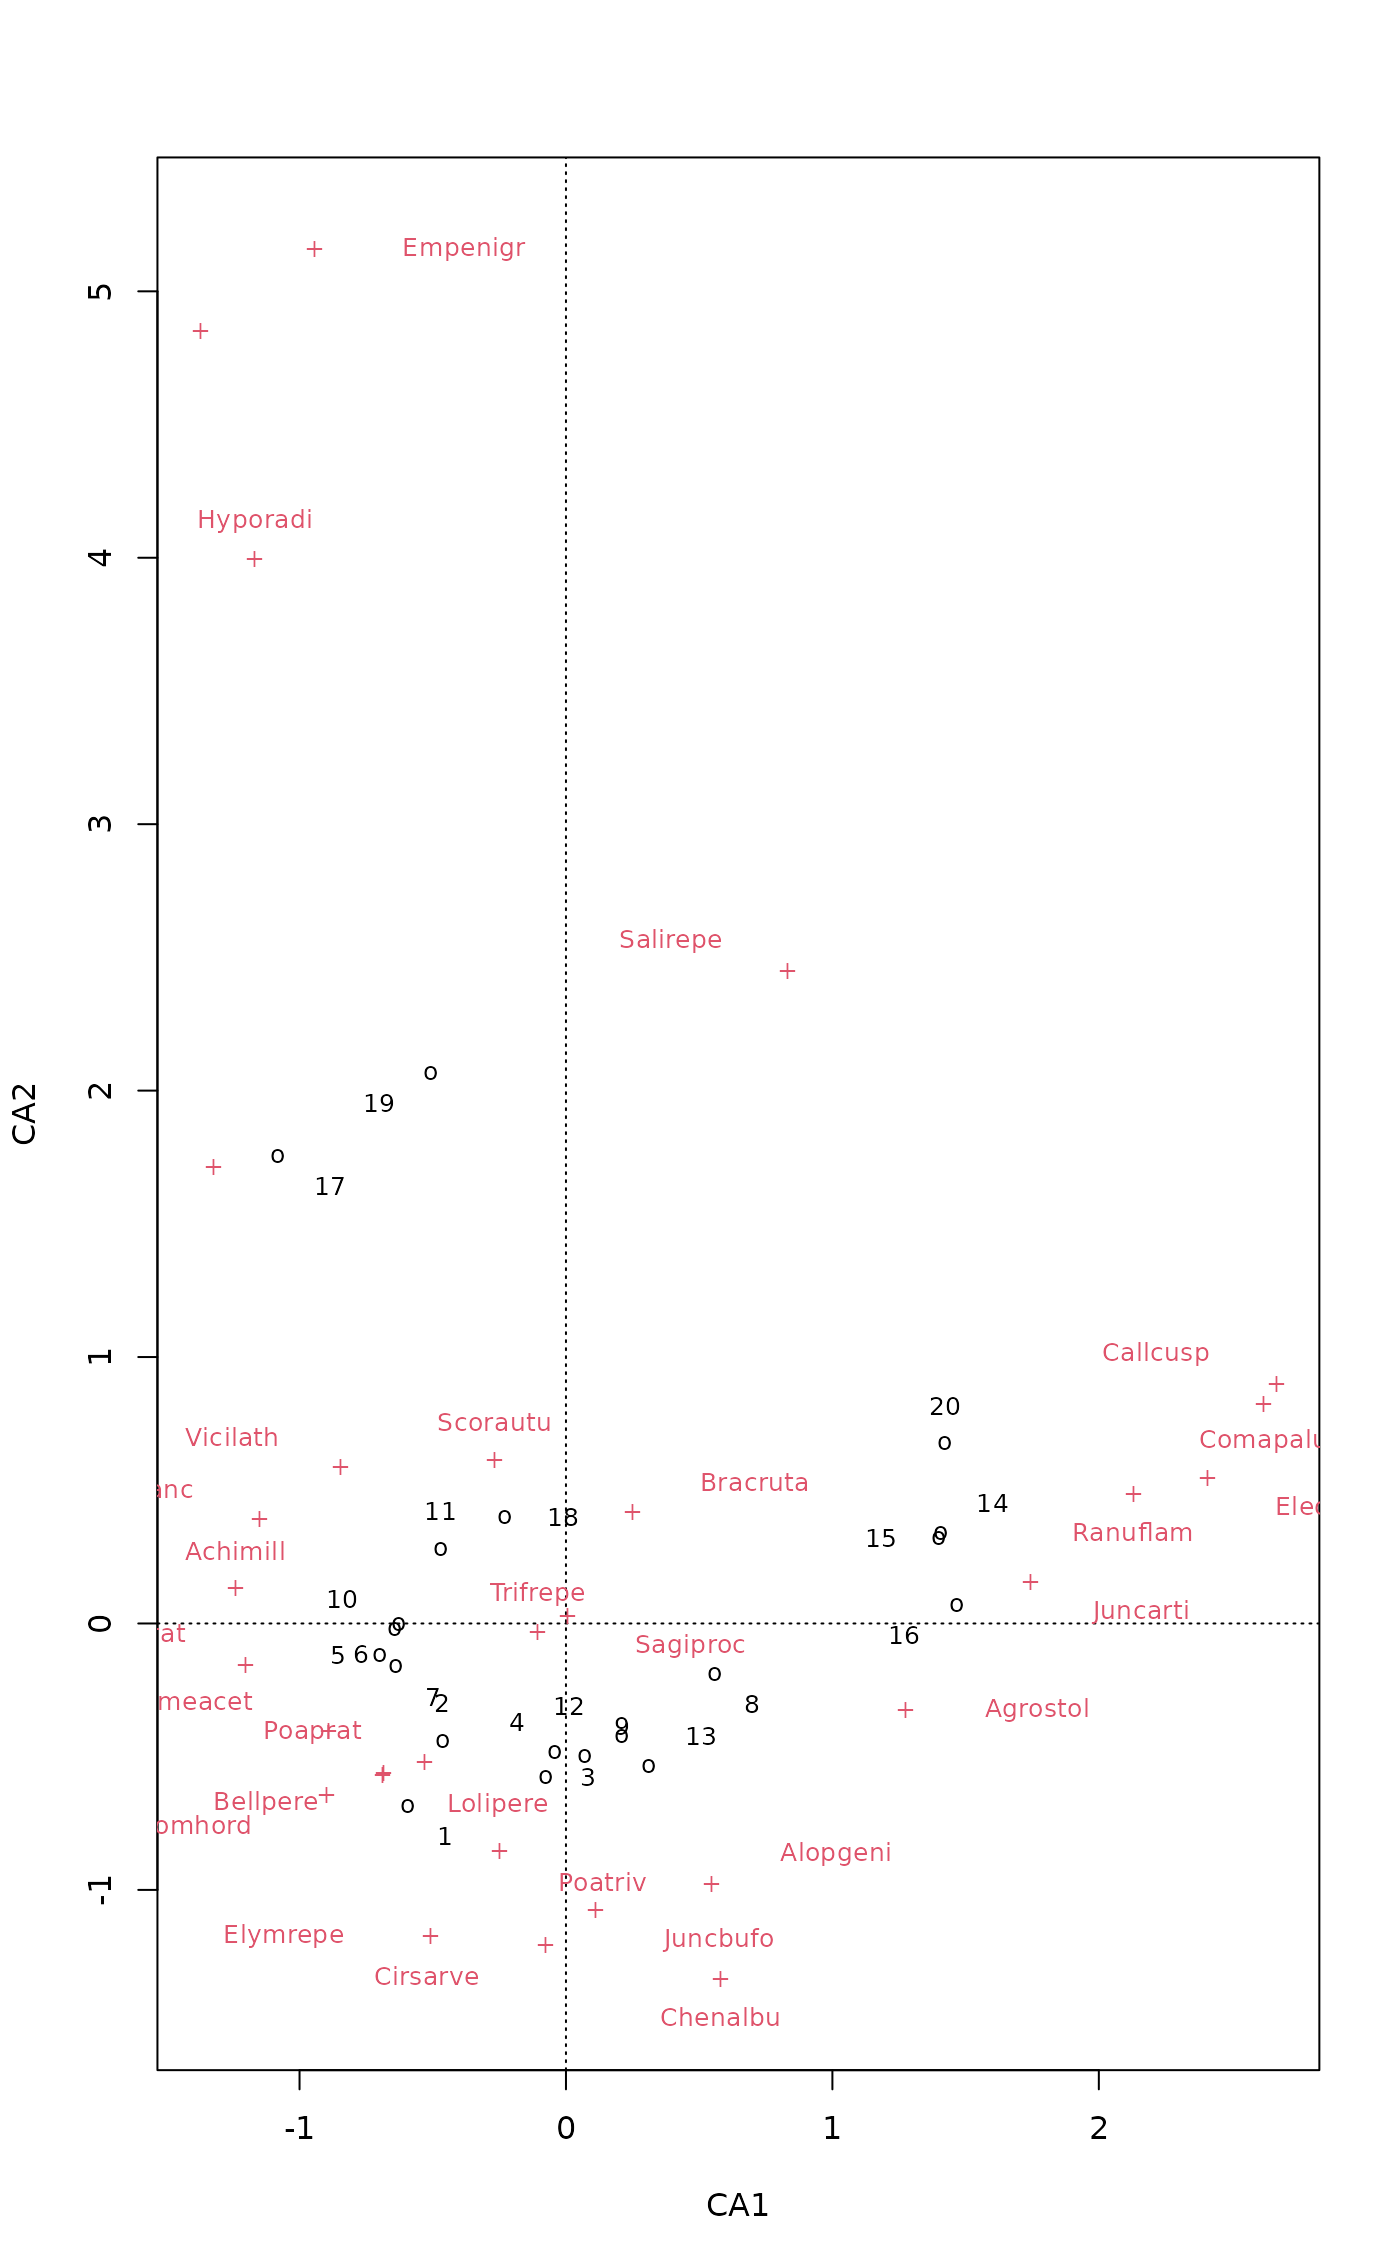 Empenigr
5
Hyporadi
4
3
Salirepe
2
19
17
CA2
1
Callcusp
20
Scorautu
Vicilath
Comapalu
Bracruta
anc
14
Elec
11
18
Ranuflam
15
Achimill
10
Trifrepe
Juncarti
0
at
16
Sagiproc
5 6
meacet
7
2
12
8
Agrostol
4
9
Poaprat
13
3
Bellpere
Lolipere
omhord
1
Alopgeni
Poatriv
-1
Elymrepe
Juncbufo
Cirsarve
Chenalbu
-1 0 1 2
CA1